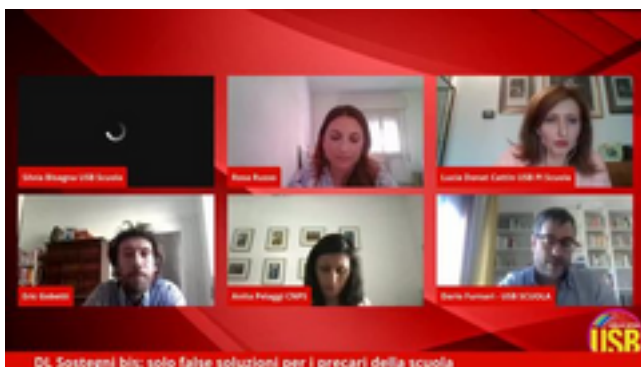 Silvia Bisagna USB Scuola
Rosa Russo
Lucia Donat Cattin USB PI Scuola
Eric Gobetti
Anita Pelaggi CNPS
Dario Furnari - USB SCUOLA
USB
DL Sostegni bis: solo false soluzioni per i precari della scuola